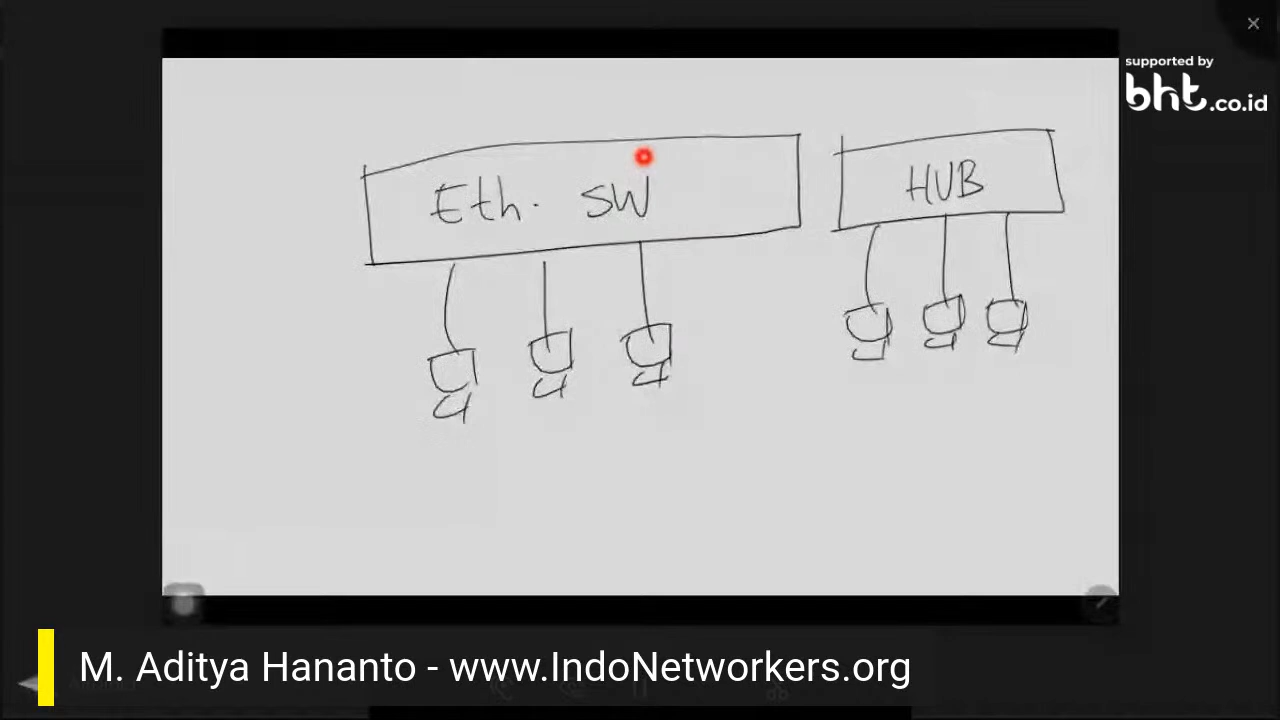 supported by
bht.co.id
Eth. SW
HUB
M. Aditya Hananto - www.IndoNetworkers.org